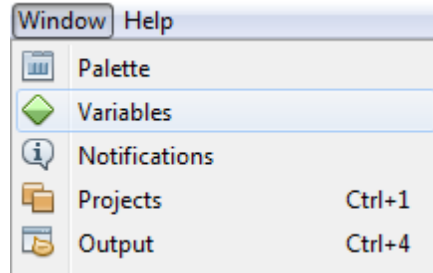 Window Help
Palette
Variables
Notifications
Projects Ctrl+1
Output Ctrl+4